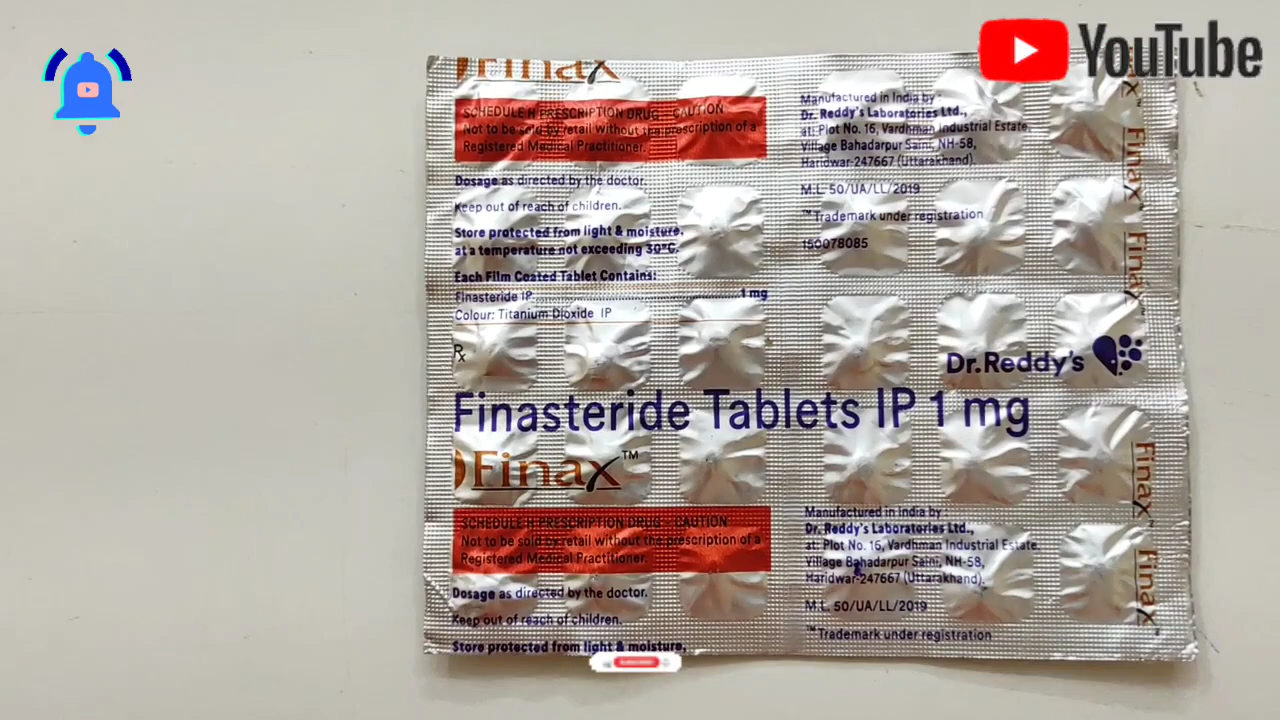 YouTube
Finax
SCHEDULE H PRESCRIPTION DRUG - CAUTION
Not to be sold by retail without the prescription of a
Registered Medical Practitioner.
Dosage as directed by the doctor.
Keep out of reach of children.
Store protected from light & moisture,
at a temperature not exceeding 30°C.
Each Film Coated Tablet Contains:
Finasteride IP 1 mg
Colour: Titanium Dioxide IP
Manufactured in India by :
Dr. Reddy's Laboratories Ltd.,
at: Plot No. 16, Vardhman Industrial Estate,
Village Bahadarpur Saini, NH-58,
Haridwar-247667 (Uttarakhand).
M.L. 50/UA/LL/2019
™Trademark under registration
150078085
Rx
Dr.Reddy's
Finasteride Tablets IP 1 mg
Finax™
SCHEDULE H PRESCRIPTION DRUG - CAUTION
Not to be sold by retail without the prescription of a
Registered Medical Practitioner.
Dosage as directed by the doctor.
Keep out of reach of children.
Store protected from light & moisture,
Manufactured in India by :
Dr. Reddy's Laboratories Ltd.,
at: Plot No. 16, Vardhman Industrial Estate,
Village Bahadarpur Saini, NH-58,
Haridwar-247667 (Uttarakhand).
M.L. 50/UA/LL/2019
™Trademark under registration
Finax™
Finax™
Finax™
Finax™